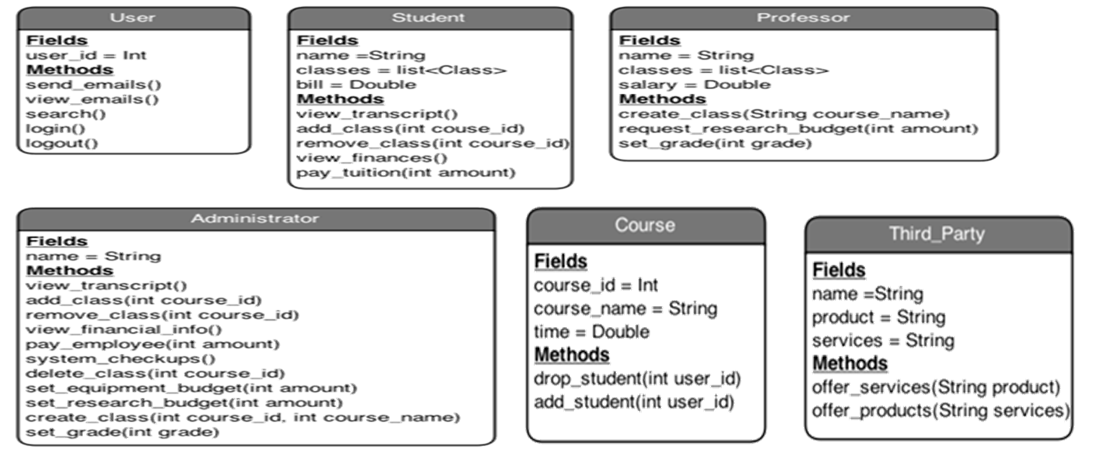 User
Fields
user_id = Int
Methods
send_emails()
view_emails()
search()
login()
logout()
Student
Fields
name =String
classes = list<Class>
bill = Double
Methods
view_transcript()
add_class(int couse_id)
remove_class(int course_id)
view_finances()
pay_tuition(int amount)
Professor
Fields
name = String
classes = list<Class>
salary = Double
Methods
create_class(String course_name)
request_research_budget(int amount)
set_grade(int grade)
Administrator
Fields
name = String
Methods
view_transcript()
add_class(int course_id)
remove_class(int course_id)
view_financial_info()
pay_employee(int amount)
system_checkups()
delete_class(int course_id)
set_equipment_budget(int amount)
set_research_budget(int amount)
create_class(int course_id, int course_name)
set_grade(int grade)
Course
Fields
course_id = Int
course_name = String
time = Double
Methods
drop_student(int user_id)
add_student(int user_id)
Third_Party
Fields
name =String
product = String
services = String
Methods
offer_services(String product)
offer_products(String services)